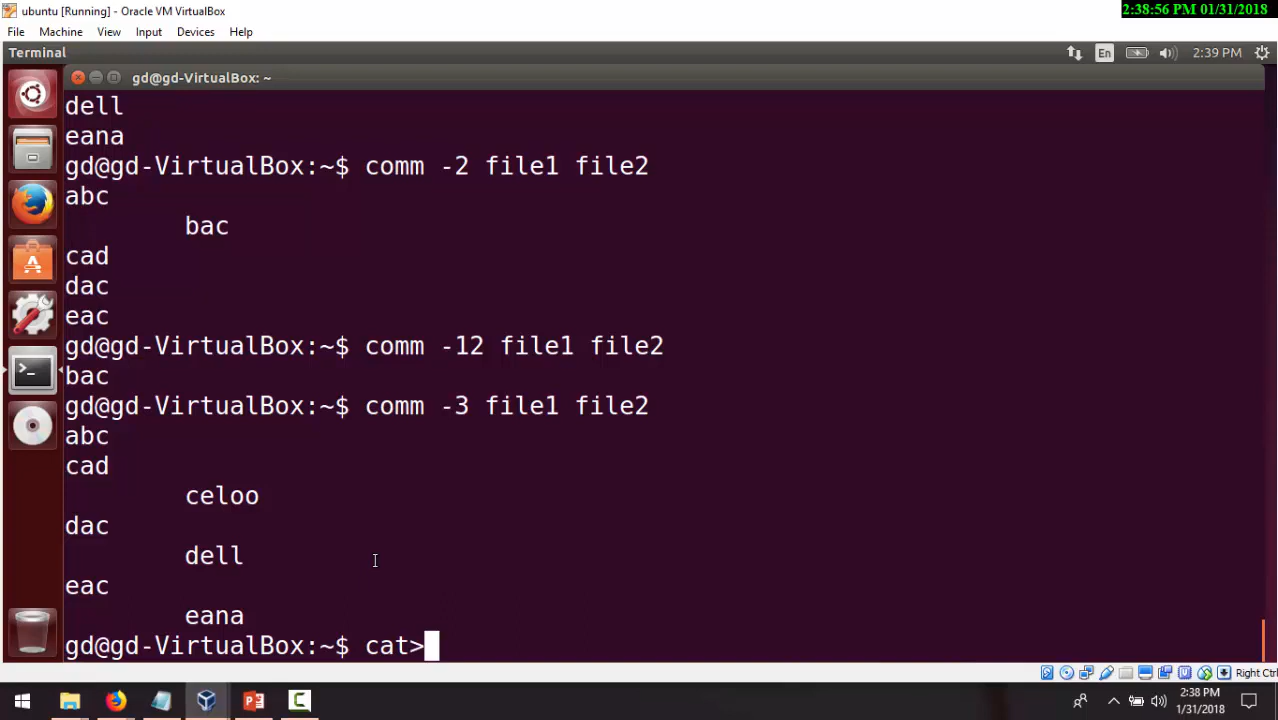 ubuntu [Running] - Oracle VM VirtualBox
2:38:56 PM 01/31/2018
File Machine View Input Devices Help
Terminal
En
2:39 PM
gd@gd-VirtualBox: ~
dell
eana
gd@gd-VirtualBox:~$ comm -2 file1 file2
abc
bac
cad
dac
eac
gd@gd-VirtualBox:~$ comm -12 file1 file2
bac
gd@gd-VirtualBox:~$ comm -3 file1 file2
abc
cad
celoo
dac
dell
eac
eana
gd@gd-VirtualBox:~$ cat>
Right Ctrl
2:38 PM
1/31/2018